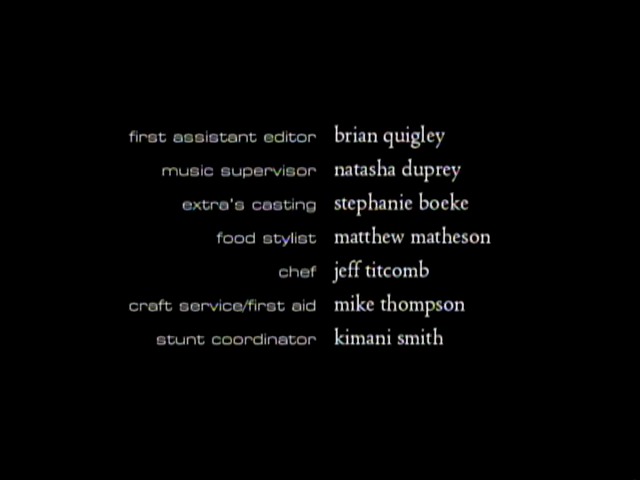 first assistant editor brian quigley
music supervisor natasha duprey
extra's casting stephanie boeke
food stylist matthew matheson
chef jeff titcomb
craft service/first aid mike thompson
stunt coordinator kimani smith